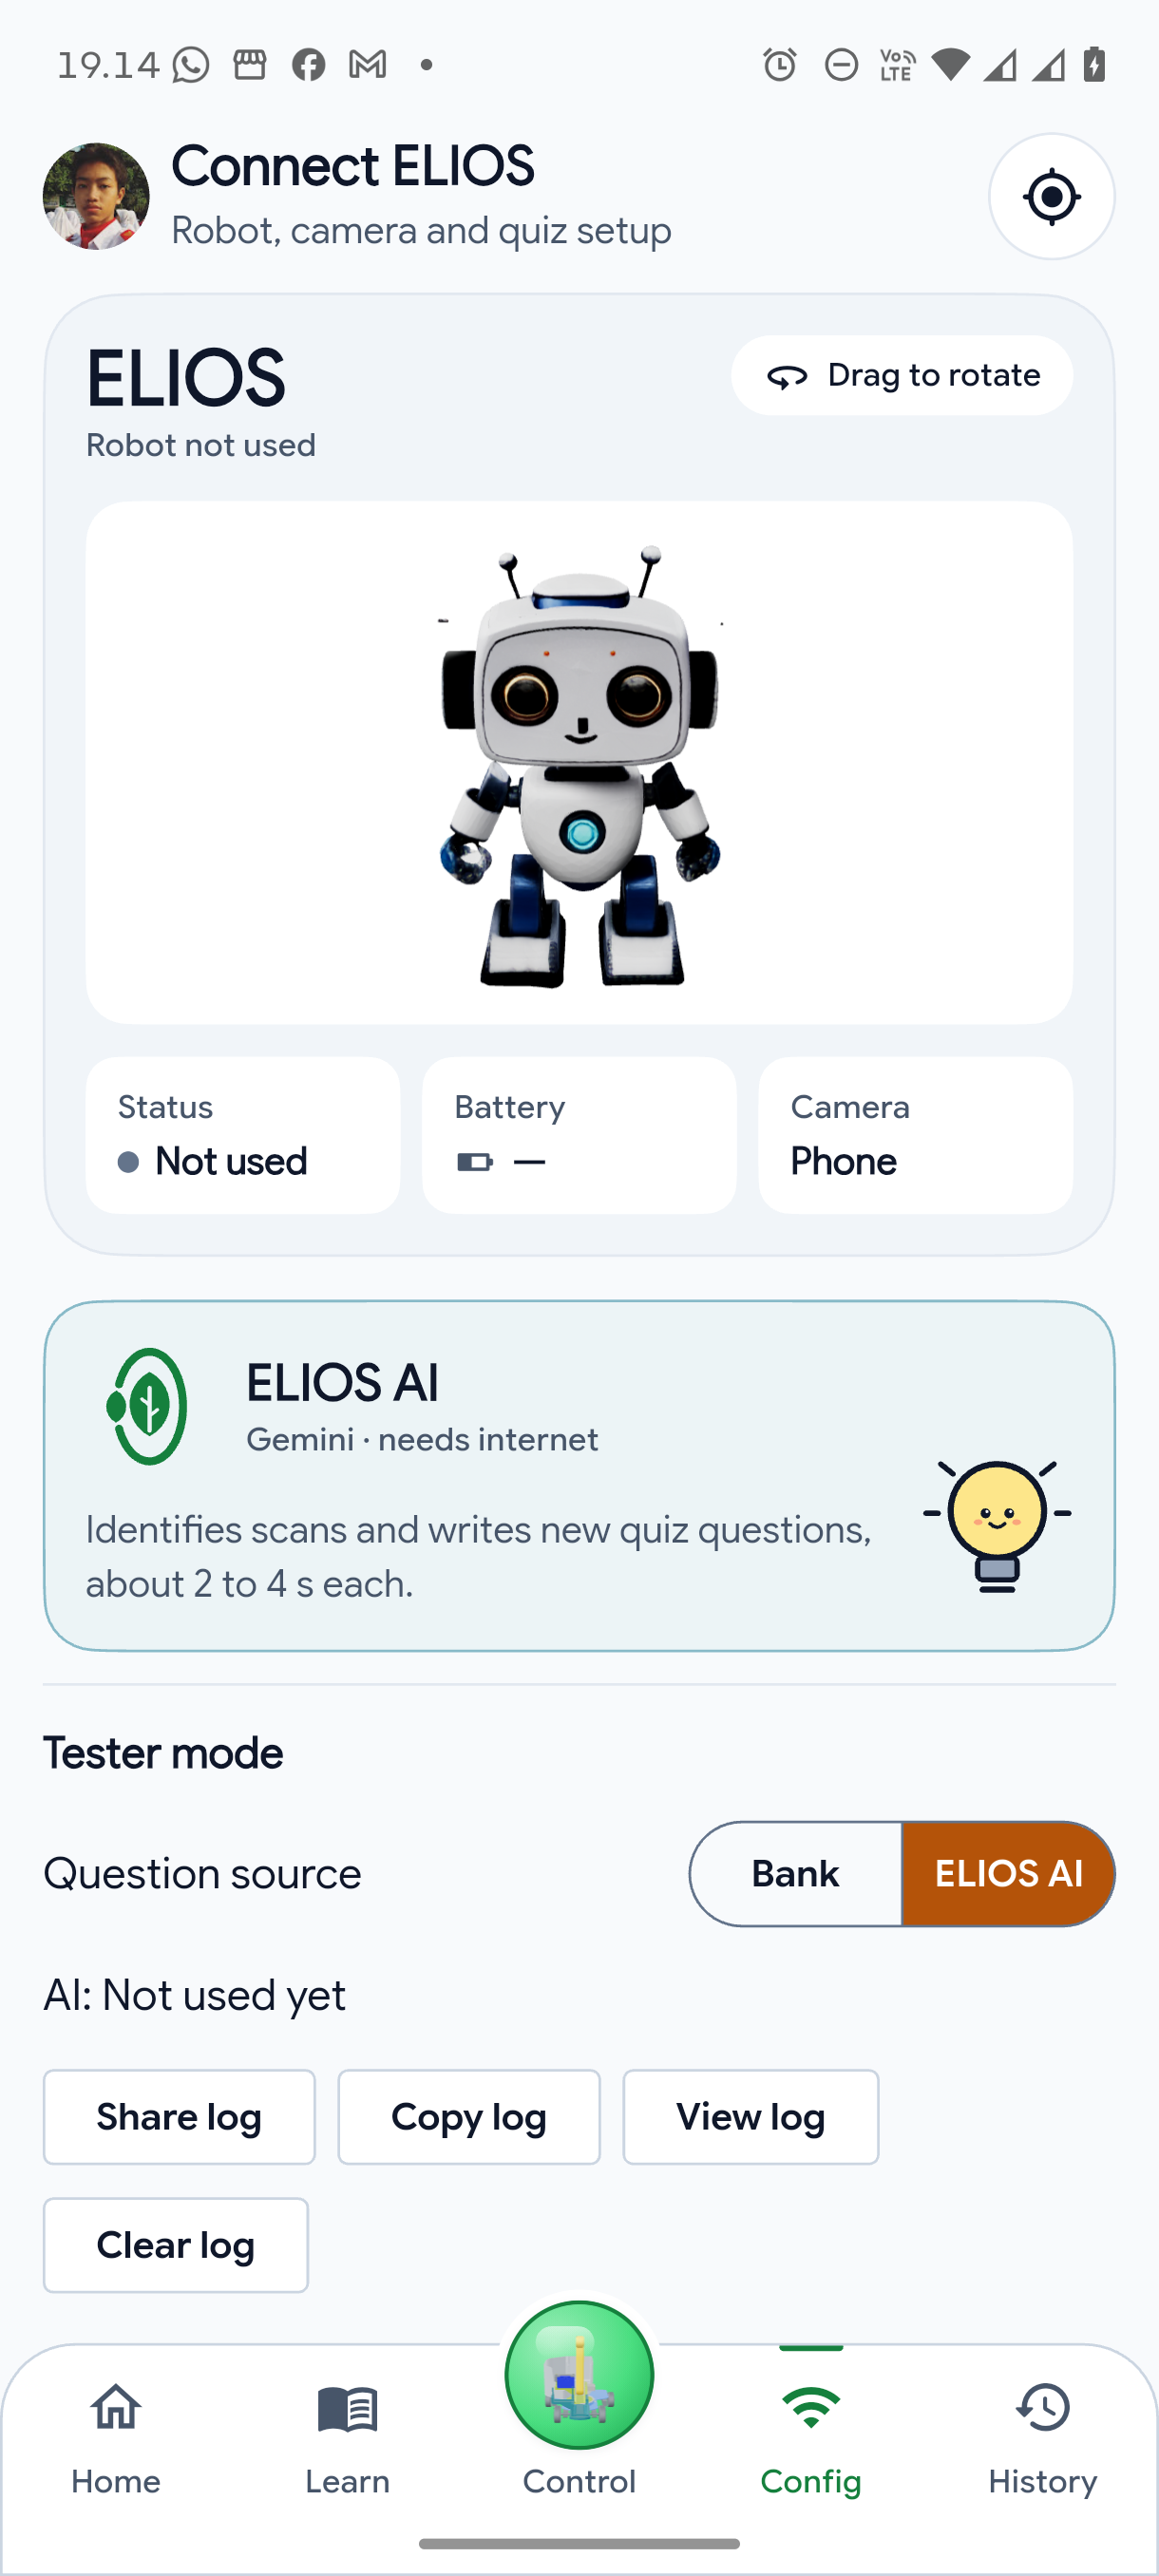 19.14
Vo LTE
Connect ELIOS
Robot, camera and quiz setup
ELIOS
Drag to rotate
Robot not used
Status
Not used
Battery
—
Camera
Phone
ELIOS AI
Gemini · needs internet
Identifies scans and writes new quiz questions,
about 2 to 4 s each.
Tester mode
Question source
Bank
ELIOS AI
AI: Not used yet
Share log
Copy log
View log
Clear log
Home
Learn
Control
Config
History